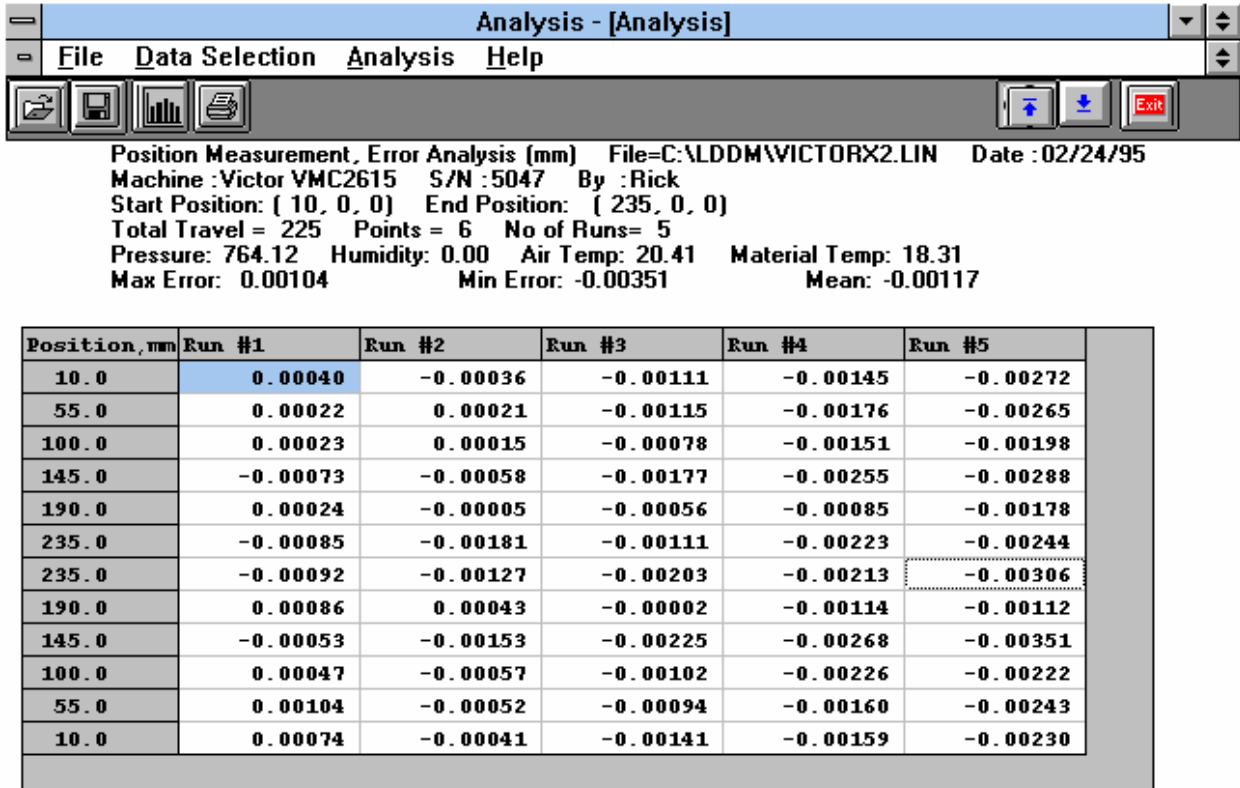 Analysis - [Analysis]
File Data Selection Analysis Help
Exit
Position Measurement, Error Analysis (mm) File=C:\LDDM\VICTORX2.LIN Date :02/24/95
Machine :Victor VMC2615 S/N :5047 By :Rick
Start Position: ( 10, 0, 0) End Position: ( 235, 0, 0)
Total Travel = 225 Points = 6 No of Runs= 5
Pressure: 764.12 Humidity: 0.00 Air Temp: 20.41 Material Temp: 18.31
Max Error: 0.00104 Min Error: -0.00351 Mean: -0.00117
Position,mm Run #1 Run #2 Run #3 Run #4 Run #5
10.0 0.00040 -0.00036 -0.00111 -0.00145 -0.00272
55.0 0.00022 0.00021 -0.00115 -0.00176 -0.00265
100.0 0.00023 0.00015 -0.00078 -0.00151 -0.00198
145.0 -0.00073 -0.00058 -0.00177 -0.00255 -0.00288
190.0 0.00024 -0.00005 -0.00056 -0.00085 -0.00178
235.0 -0.00085 -0.00181 -0.00111 -0.00223 -0.00244
235.0 -0.00092 -0.00127 -0.00203 -0.00213 -0.00306
190.0 0.00086 0.00043 -0.00002 -0.00114 -0.00112
145.0 -0.00053 -0.00153 -0.00225 -0.00268 -0.00351
100.0 0.00047 -0.00057 -0.00102 -0.00226 -0.00222
55.0 0.00104 -0.00052 -0.00094 -0.00160 -0.00243
10.0 0.00074 -0.00041 -0.00141 -0.00159 -0.00230